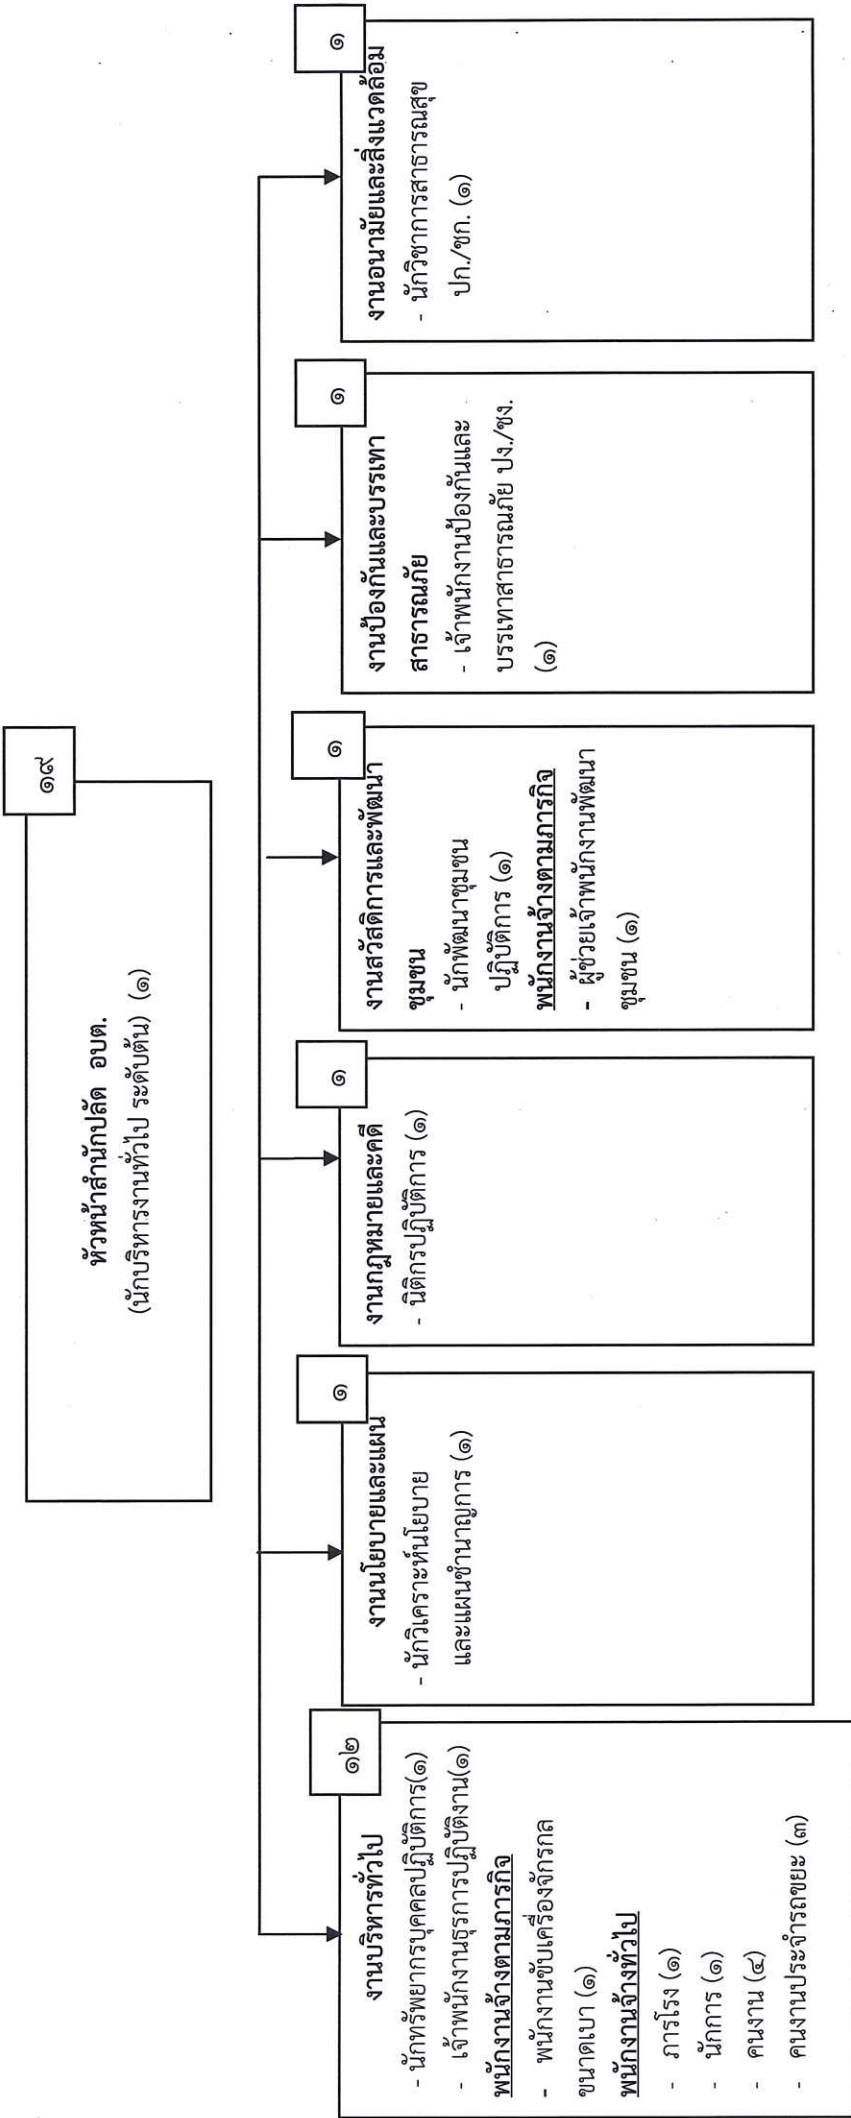 ๑๙
หัวหน้าสำนักปลัด อบต.
(นักบริหารงานทั่วไป ระดับต้น) (๑)
๑๒
งานบริหารทั่วไป
- นักทรัพยากรบุคคลปฏิบัติการ(๑)
- เจ้าพนักงานธุรการปฏิบัติงาน(๑)
พนักงานจ้างตามภารกิจ
- พนักงานขับเครื่องจักรกล
ขนาดเบา (๑)
พนักงานจ้างทั่วไป
- ภารโรง (๑)
- นักการ (๑)
- คนงาน (๔)
- คนงานประจำรถขยะ (๓)
๑
งานนโยบายและแผน
- นักวิเคราะห์นโยบาย
และแผนชำนาญการ (๑)
๑
งานกฎหมายและคดี
- นิติกรปฏิบัติการ (๑)
๑
งานสวัสดิการและพัฒนา
ชุมชน
- นักพัฒนาชุมชน
ปฏิบัติการ (๑)
พนักงานจ้างตามภารกิจ
- ผู้ช่วยเจ้าพนักงานพัฒนา
ชุมชน (๑)
๑
งานป้องกันและบรรเทา
สาธารณภัย
- เจ้าพนักงานป้องกันและ
บรรเทาสาธารณภัย ปง./ชง.
(๑)
๑
งานอนามัยและสิ่งแวดล้อม
- นักวิชาการสาธารณสุข
ปก./ชก. (๑)